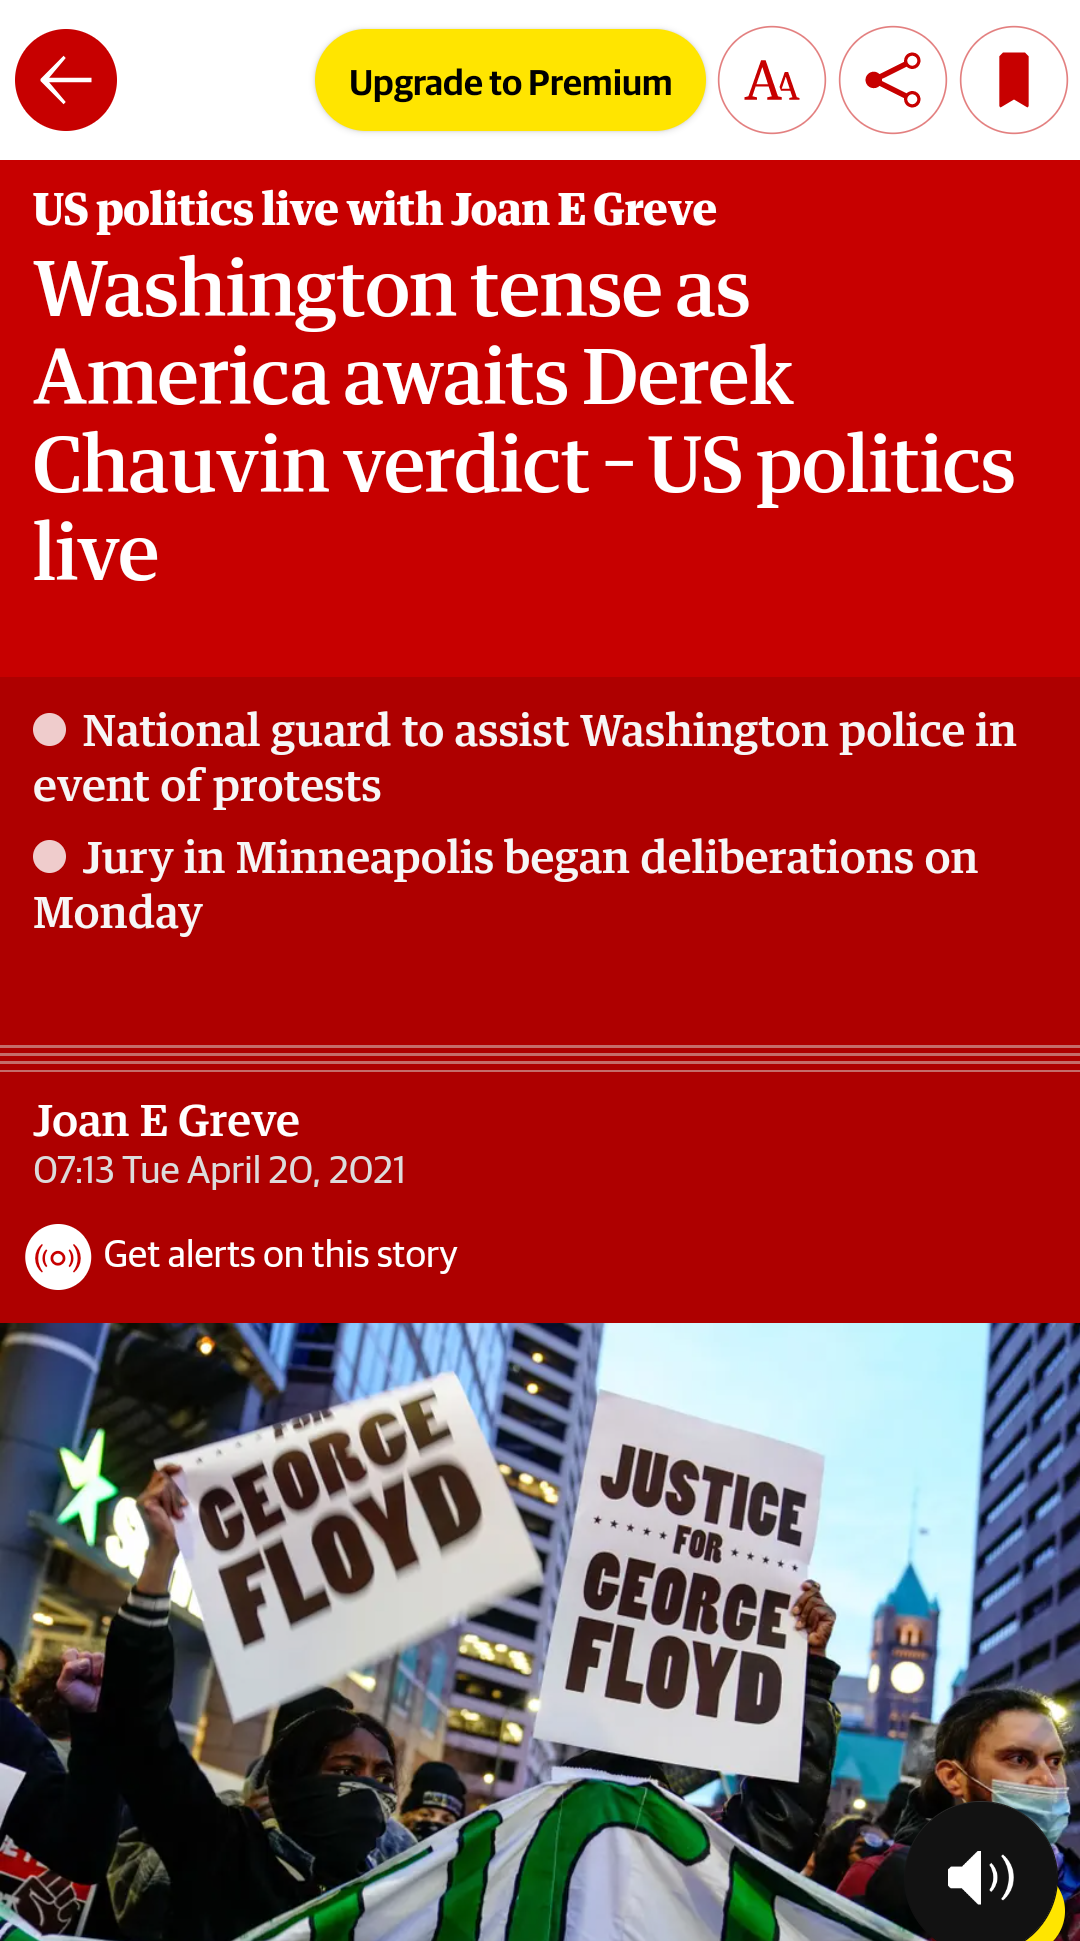 Upgrade to Premium
AA
US politics live with Joan E Greve
Washington tense as
America awaits Derek
Chauvin verdict – US politics
live
● National guard to assist Washington police in
event of protests
● Jury in Minneapolis began deliberations on
Monday
Joan E Greve
07:13 Tue April 20, 2021
Get alerts on this story
FOR
GEORGE
FLOYD
JUSTICE
FOR
GEORGE
FLOYD